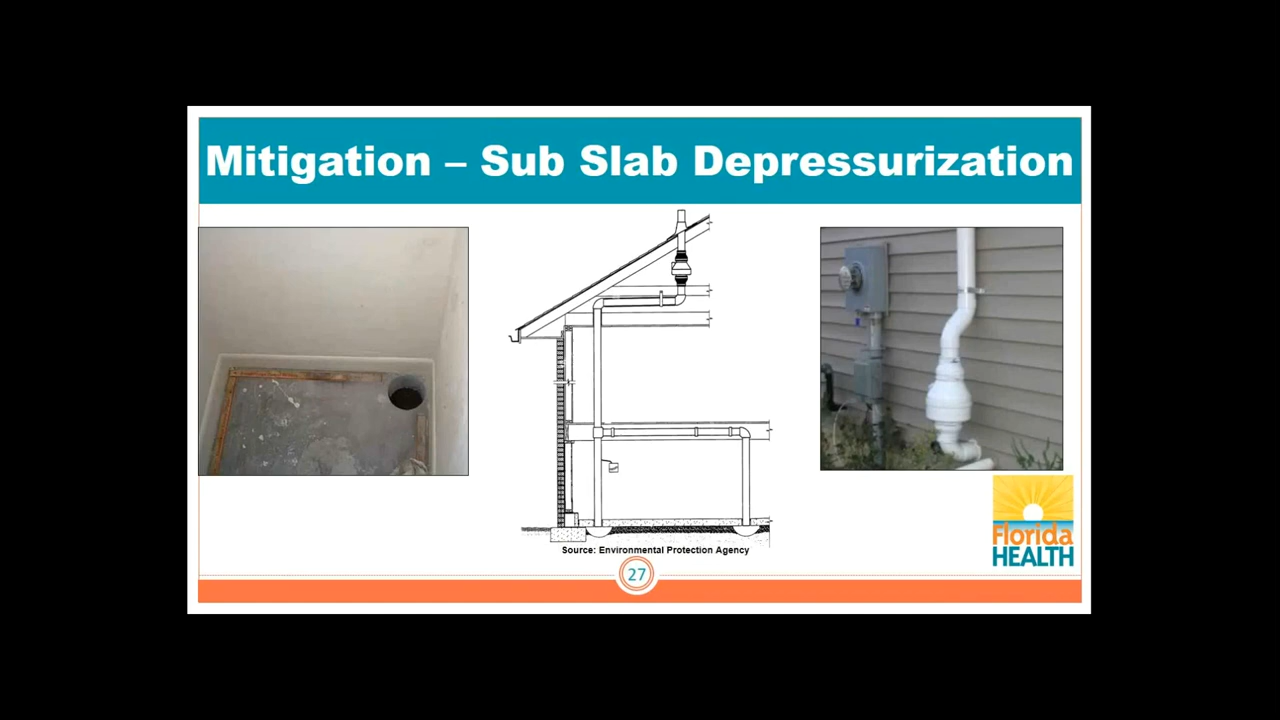 Mitigation – Sub Slab Depressurization
Source: Environmental Protection Agency
27
Florida
HEALTH